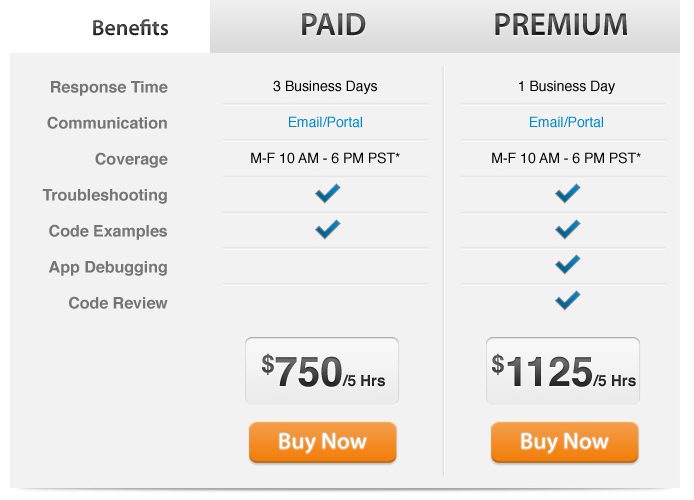 Benefits PAID PREMIUM
Response Time 3 Business Days 1 Business Day
Communication Email/Portal Email/Portal
Coverage M-F 10 AM - 6 PM PST* M-F 10 AM - 6 PM PST*
Troubleshooting
Code Examples
App Debugging
Code Review
$750/5 Hrs $1125/5 Hrs
Buy Now Buy Now